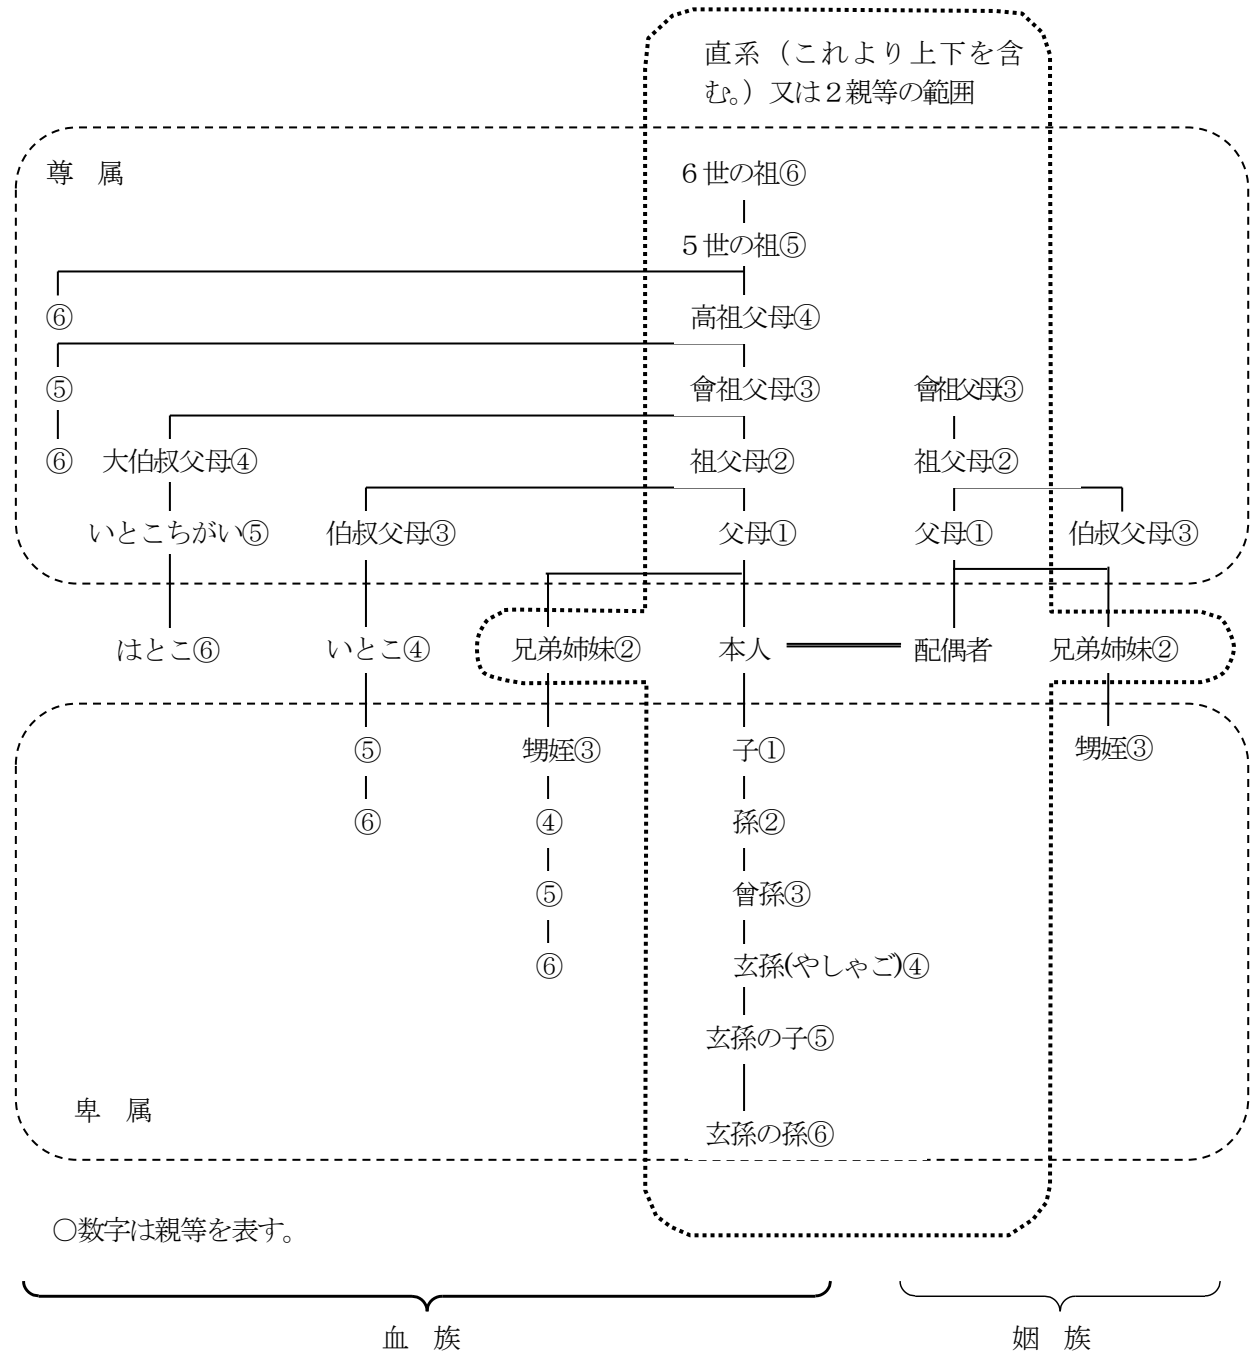 直系（これより上下を含
む。）又は２親等の範囲
尊　属
６世の祖⑥
５世の祖⑤
⑥
高祖父母④
⑤
會祖父母③
會祖父母③
⑥
大伯叔父母④
祖父母②
祖父母②
いとこちがい⑤
伯叔父母③
父母①
父母①
伯叔父母③
はとこ⑥
いとこ④
兄弟姉妹②
本人
配偶者
兄弟姉妹②
⑤
甥姪③
子①
甥姪③
⑥
④
孫②
⑤
曾孫③
⑥
玄孫(やしゃご)④
玄孫の子⑤
卑　属
玄孫の孫⑥
○数字は親等を表す。
血　族
姻　族